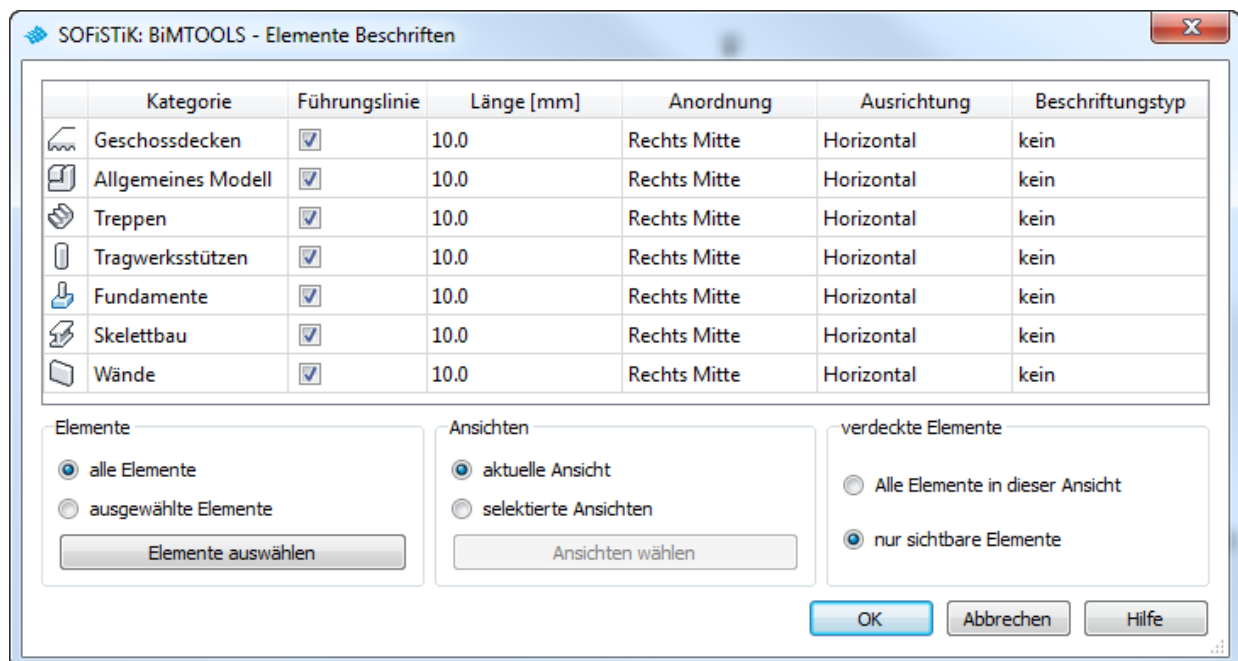 SOFiSTiK: BiMTOOLS - Elemente Beschriften
Kategorie Führungslinie Länge [mm] Anordnung Ausrichtung Beschriftungstyp
Geschossdecken 10.0 Rechts Mitte Horizontal kein
Allgemeines Modell 10.0 Rechts Mitte Horizontal kein
Treppen 10.0 Rechts Mitte Horizontal kein
Tragwerksstützen 10.0 Rechts Mitte Horizontal kein
Fundamente 10.0 Rechts Mitte Horizontal kein
Skelettbau 10.0 Rechts Mitte Horizontal kein
Wände 10.0 Rechts Mitte Horizontal kein
Elemente
alle Elemente
ausgewählte Elemente
Elemente auswählen
Ansichten
aktuelle Ansicht
selektierte Ansichten
Ansichten wählen
verdeckte Elemente
Alle Elemente in dieser Ansicht
nur sichtbare Elemente
OK Abbrechen Hilfe